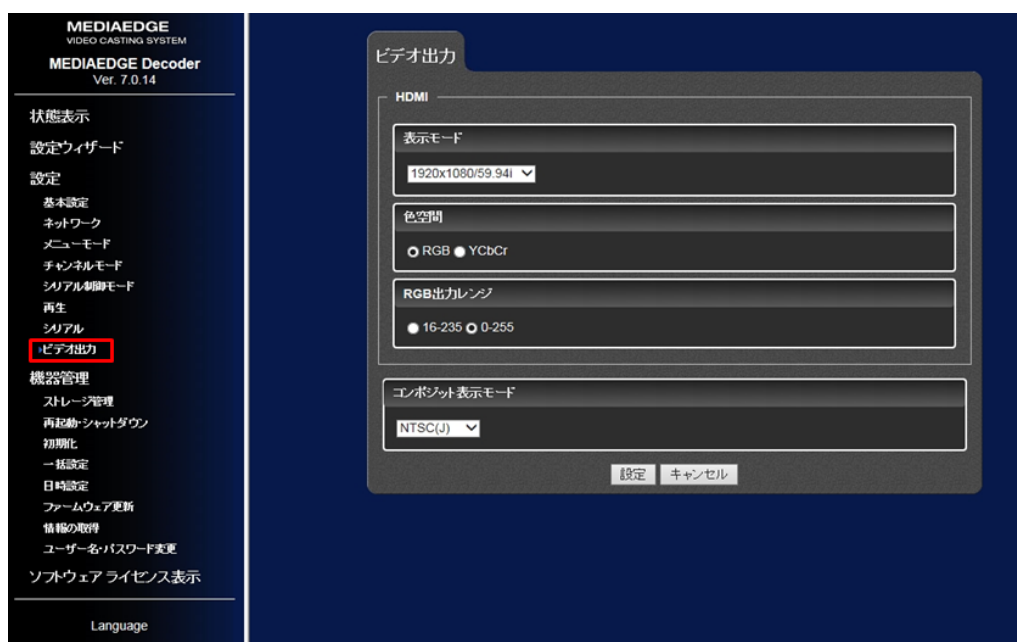 MEDIAEDGE
VIDEO CASTING SYSTEM
MEDIAEDGE Decoder
Ver. 7.0.14
状態表示
設定ウィザード
設定
基本設定
ネットワーク
メニューモード
チャンネルモード
シリアル制御モード
再生
シリアル
ビデオ出力
機器管理
ストレージ管理
再起動・シャットダウン
初期化
一括設定
日時設定
ファームウェア更新
情報の取得
ユーザー名・パスワード変更
ソフトウェア ライセンス表示
Language
ビデオ出力
HDMI
表示モード
1920x1080/59.94i
色空間
RGB YCbCr
RGB出力レンジ
16-235 0-255
コンポジット表示モード
NTSC(J)
設定 キャンセル